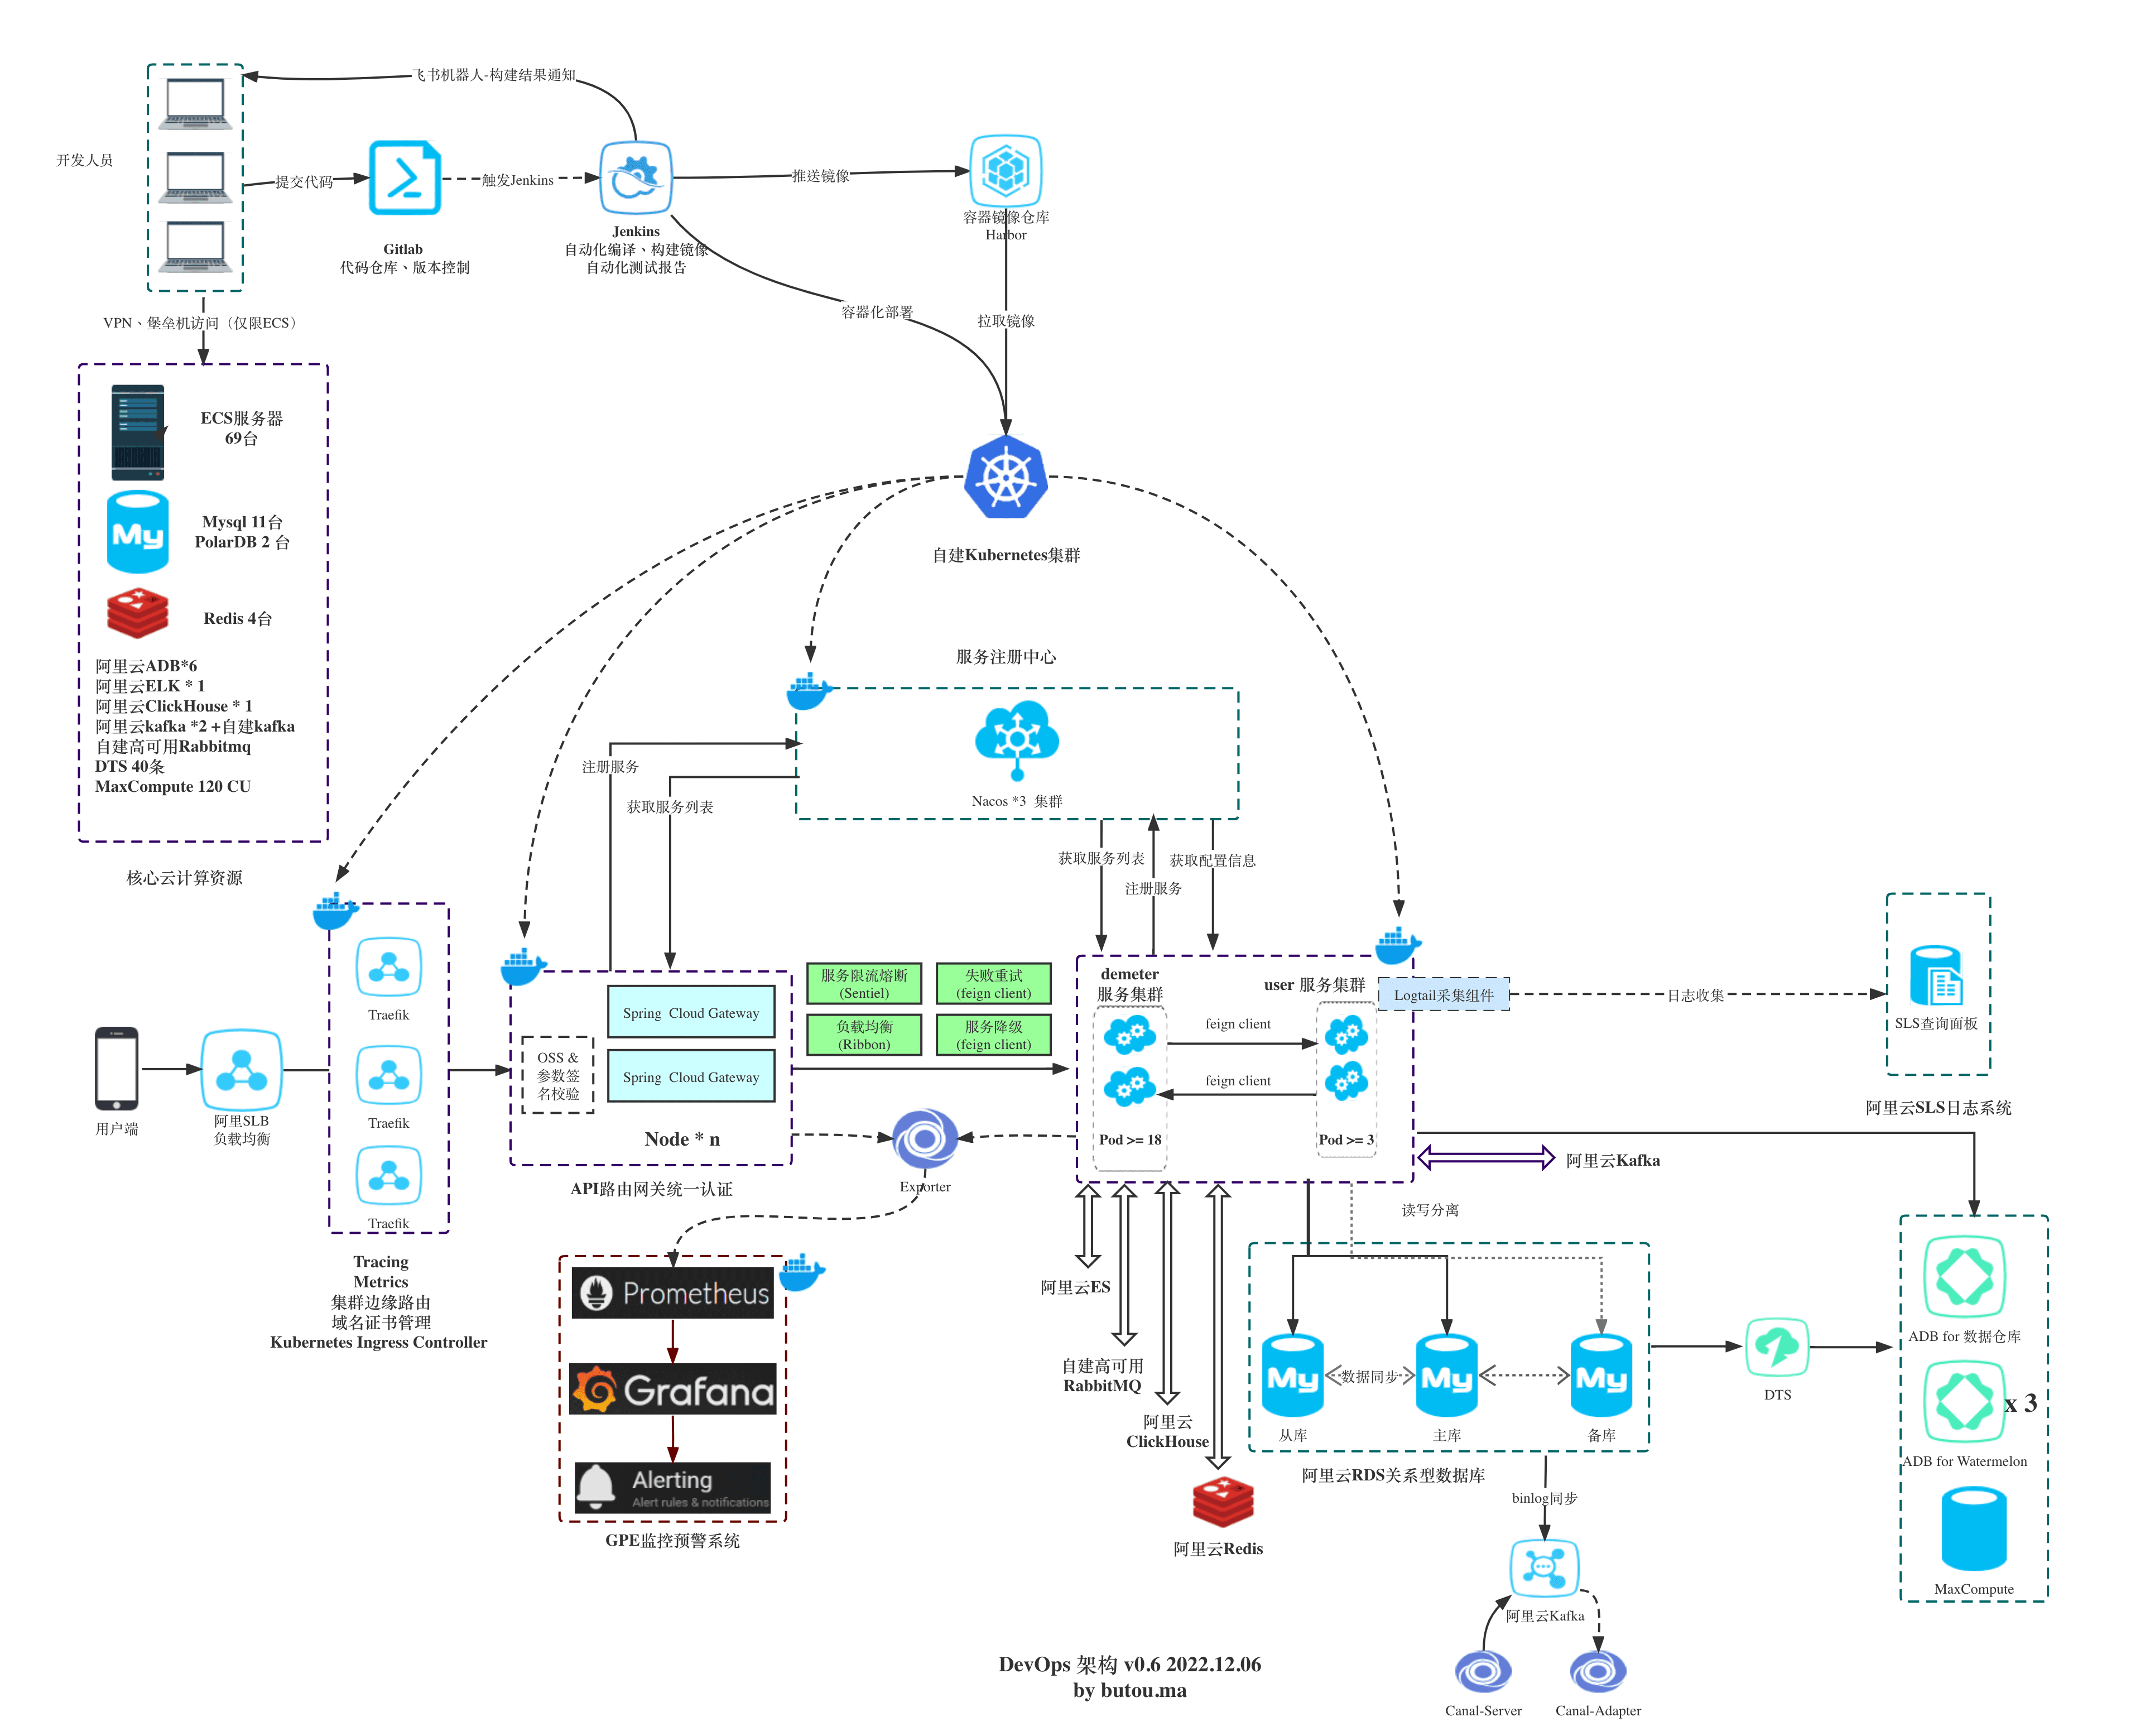 飞书机器人-构建结果通知
开发人员
提交代码
触发Jenkins
推送镜像
Gitlab
代码仓库、版本控制
Jenkins
自动化编译、构建镜像
自动化测试报告
容器镜像仓库
Harbor
容器化部署
拉取镜像
VPN、堡垒机访问（仅限ECS）
ECS服务器
69台
My
Mysql 11台
PolarDB 2 台
Redis 4台
阿里云ADB*6
阿里云ELK * 1
阿里云ClickHouse * 1
阿里云kafka *2 +自建kafka
自建高可用Rabbitmq
DTS 40条
MaxCompute 120 CU
核心云计算资源
自建Kubernetes集群
服务注册中心
Nacos *3 集群
注册服务
获取服务列表
获取服务列表
注册服务
获取配置信息
用户端
阿里SLB
负载均衡
Traefik
Traefik
Traefik
Tracing
Metrics
集群边缘路由
域名证书管理
Kubernetes Ingress Controller
OSS &
参数签
名校验
Spring Cloud Gateway
Spring Cloud Gateway
Node * n
API路由网关统一认证
服务限流熔断
(Sentiel)
失败重试
(feign client)
负载均衡
(Ribbon)
服务降级
(feign client)
Exporter
Prometheus
Grafana
Alerting
Alert rules & notifications
GPE监控预警系统
demeter
服务集群
user 服务集群
feign client
feign client
Pod >= 18
Pod >= 3
Logtail采集组件
日志收集
SLS查询面板
阿里云SLS日志系统
阿里云Kafka
阿里云ES
自建高可用
RabbitMQ
阿里云
ClickHouse
阿里云Redis
读写分离
My
数据同步
My
My
从库
主库
备库
阿里云RDS关系型数据库
DTS
ADB for 数据仓库
x 3
ADB for Watermelon
MaxCompute
binlog同步
阿里云Kafka
Canal-Server
Canal-Adapter
DevOps 架构 v0.6 2022.12.06
by butou.ma